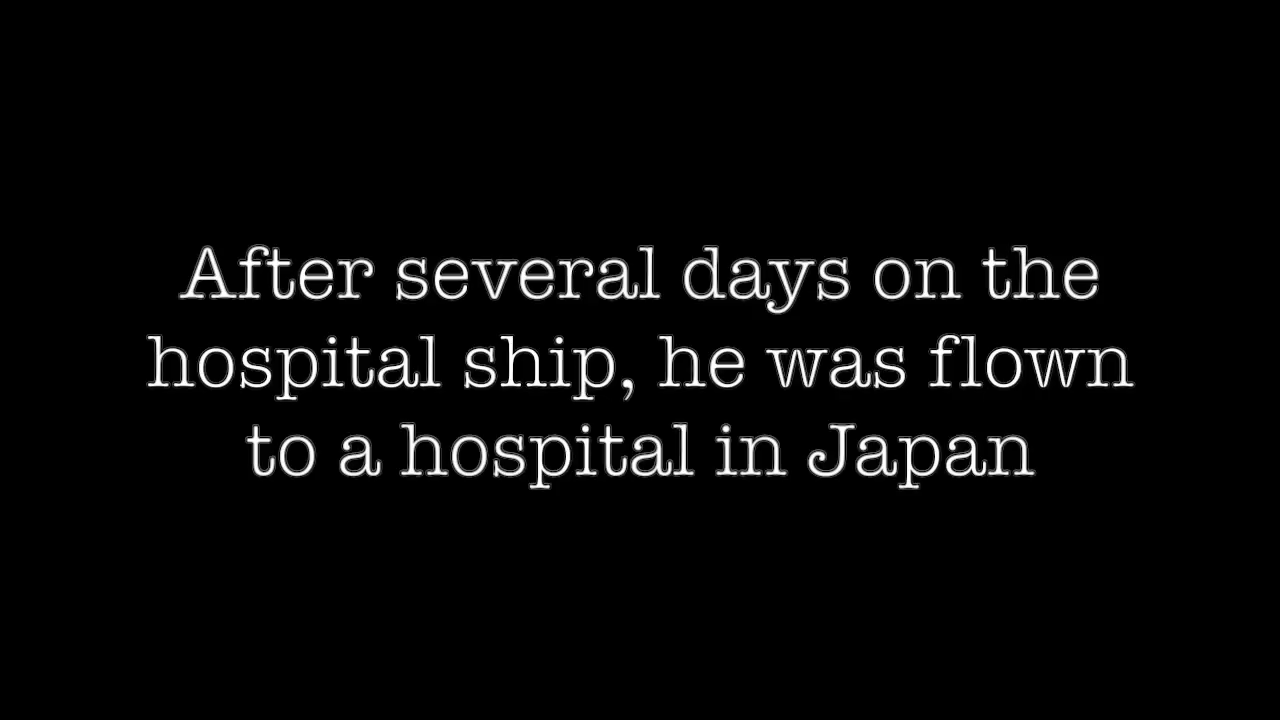 After several days on the
hospital ship, he was flown
to a hospital in Japan